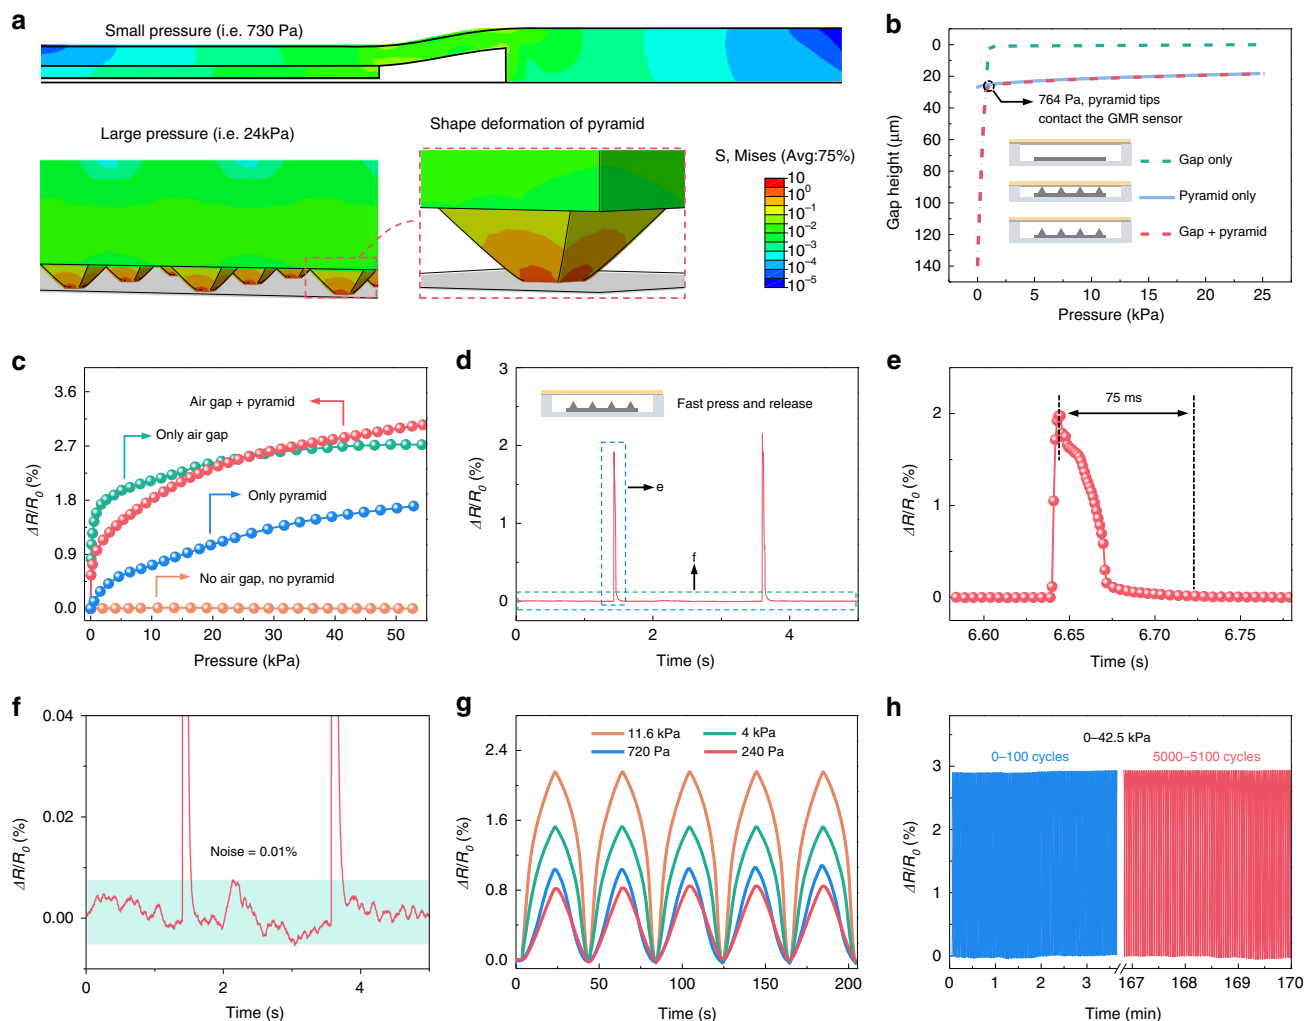 a
Small pressure (i.e. 730 Pa)
Large pressure (i.e. 24kPa)
Shape deformation of pyramid
S, Mises (Avg:75%)
10
10⁰
10⁻¹
10⁻²
10⁻³
10⁻⁴
10⁻⁵
b
0
20
40
60
80
100
120
140
Gap height (µm)
764 Pa, pyramid tips
contact the GMR sensor
Gap only
Pyramid only
Gap + pyramid
0 5 10 15 20 25
Pressure (kPa)
c
3.6
2.7
1.8
0.9
0.0
ΔR/R₀ (%)
Air gap + pyramid
Only air gap
Only pyramid
No air gap, no pyramid
0 10 20 30 40 50
Pressure (kPa)
d
3
2
1
0
ΔR/R₀ (%)
Fast press and release
e
f
0 2 4
Time (s)
e
2
1
0
ΔR/R₀ (%)
75 ms
6.60 6.65 6.70 6.75
Time (s)
f
0.04
0.02
0.00
ΔR/R₀ (%)
Noise = 0.01%
0 2 4
Time (s)
g
2.4
1.6
0.8
0.0
ΔR/R₀ (%)
11.6 kPa 4 kPa
720 Pa 240 Pa
0 50 100 150 200
Time (s)
h
3
2
1
0
ΔR/R₀ (%)
0–42.5 kPa
0–100 cycles 5000–5100 cycles
0 1 2 3 167 168 169 170
Time (min)